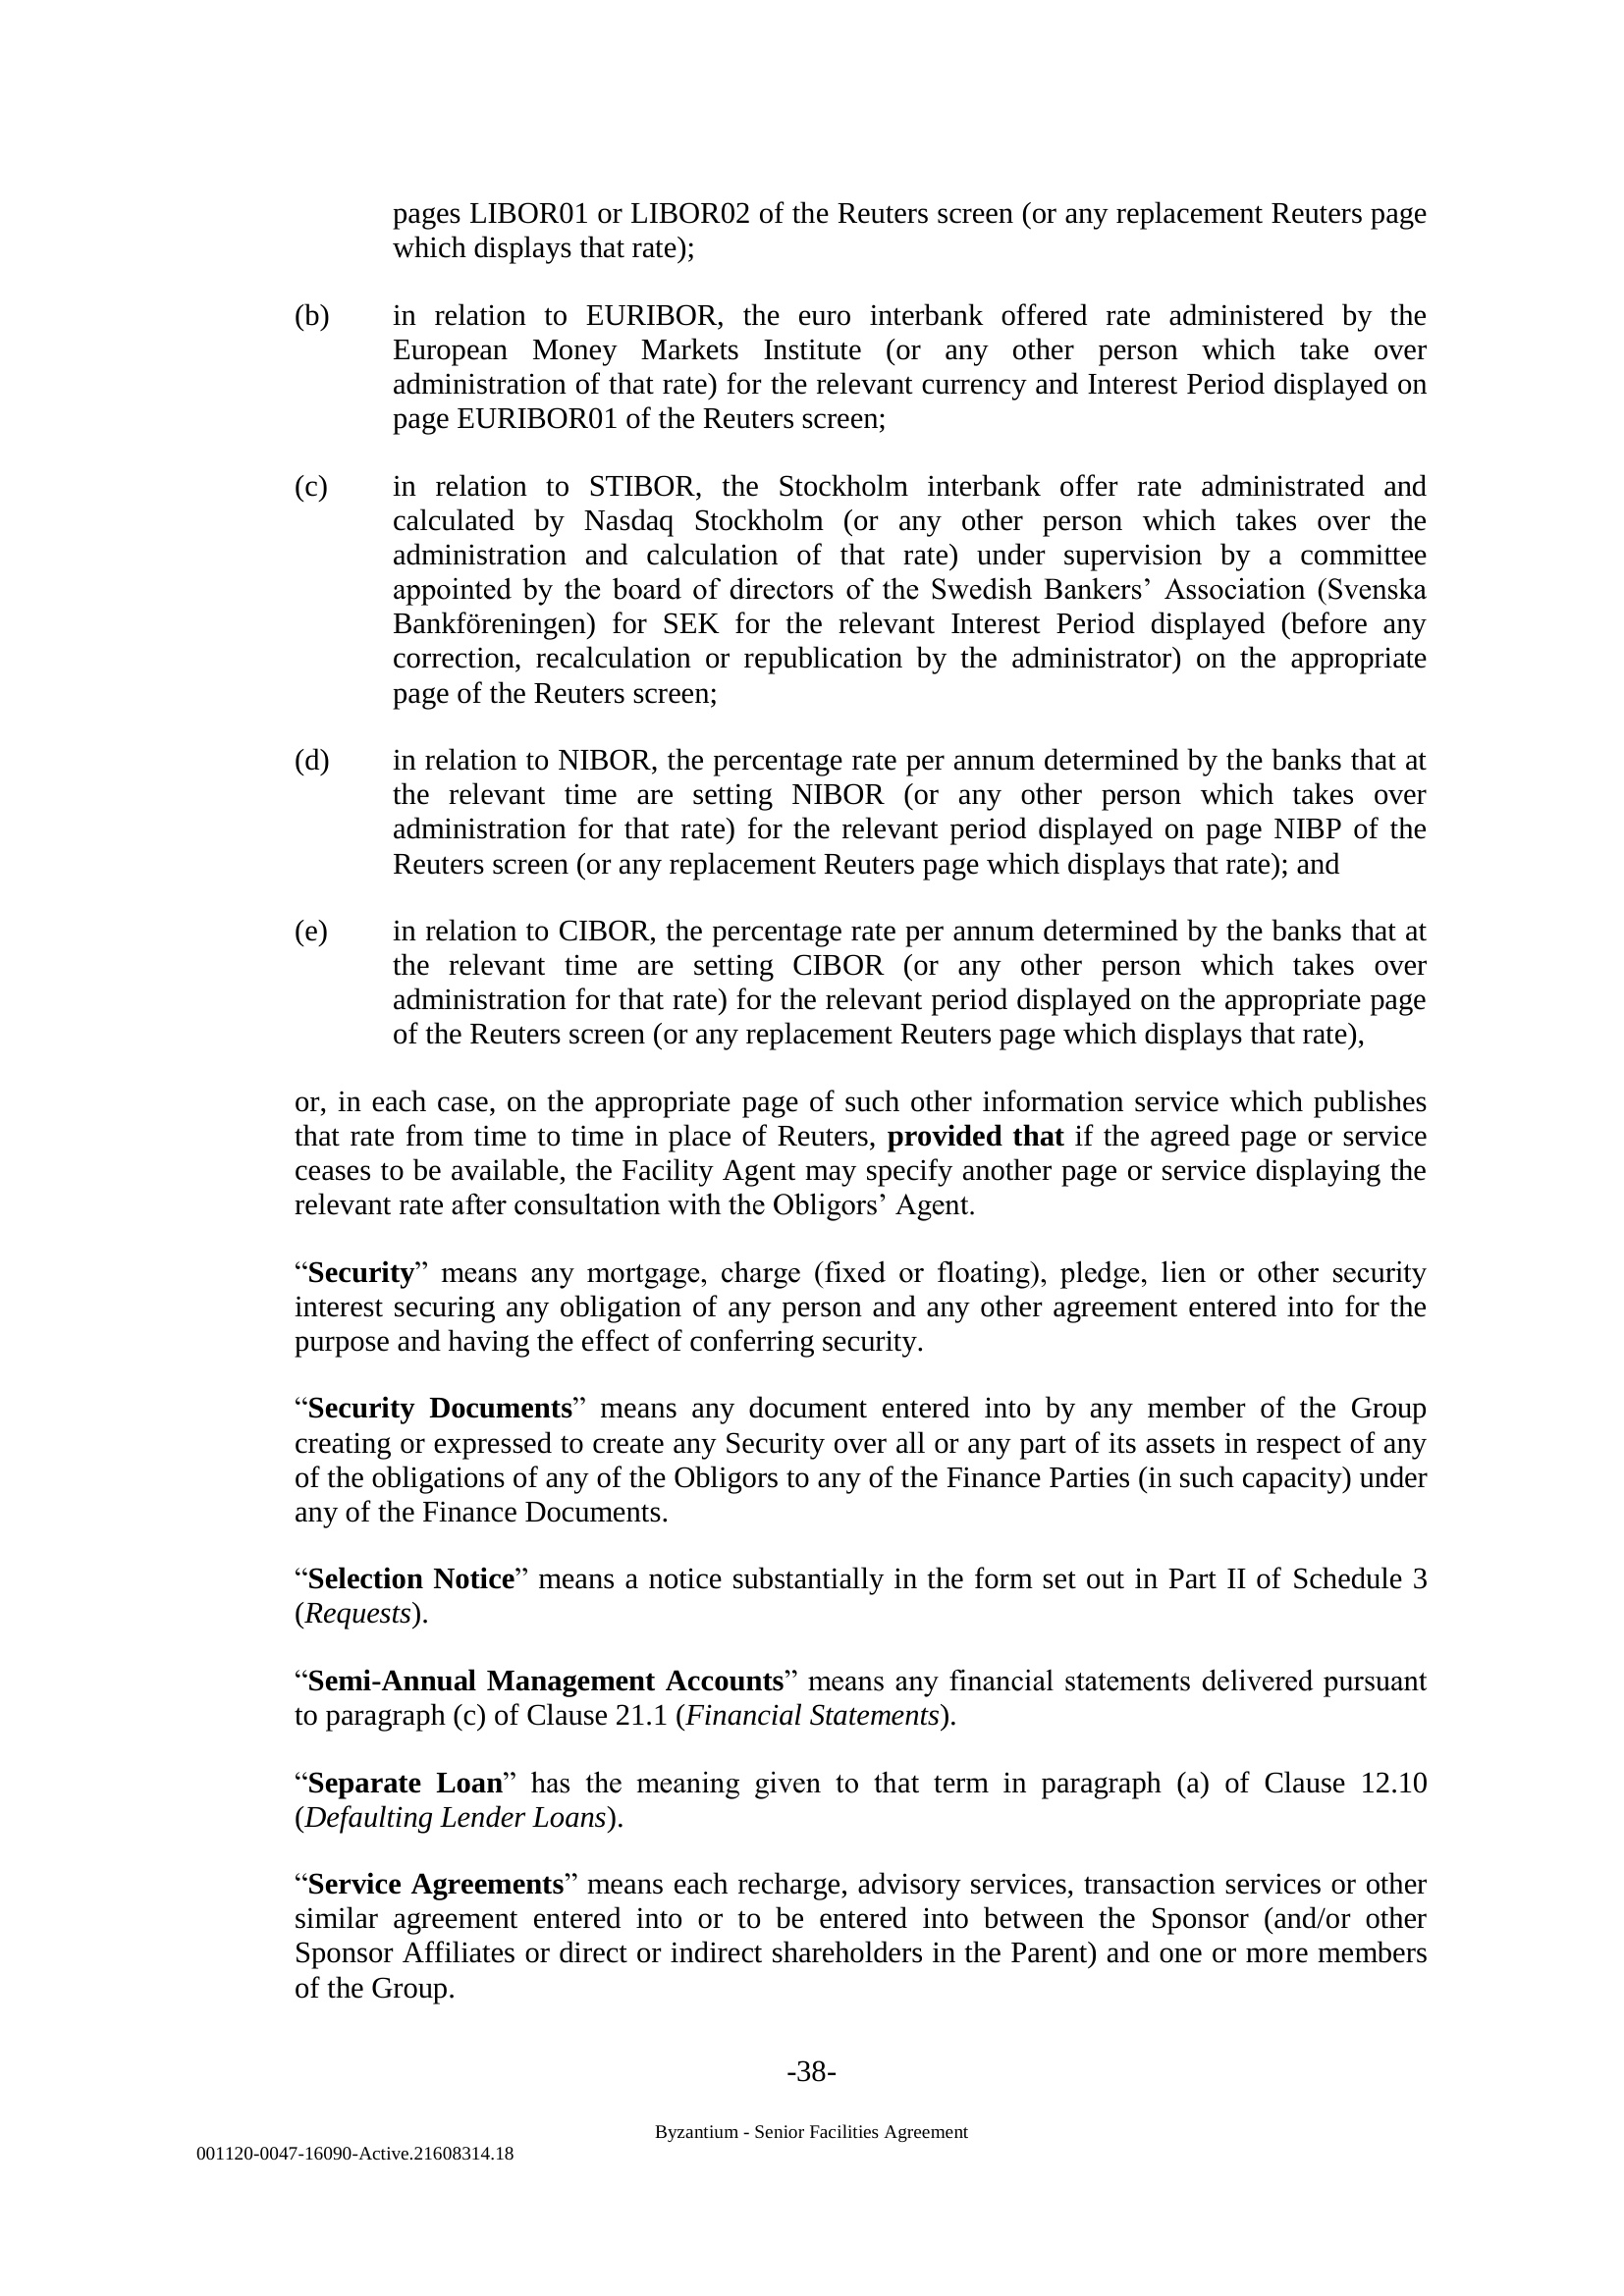 pages LIBOR01 or LIBOR02 of the Reuters screen (or any replacement Reuters page
which displays that rate);
(b) in relation to EURIBOR, the euro interbank offered rate administered by the
European Money Markets Institute (or any other person which take over
administration of that rate) for the relevant currency and Interest Period displayed on
page EURIBOR01 of the Reuters screen;
(c) in relation to STIBOR, the Stockholm interbank offer rate administrated and
calculated by Nasdaq Stockholm (or any other person which takes over the
administration and calculation of that rate) under supervision by a committee
appointed by the board of directors of the Swedish Bankers’ Association (Svenska
Bankföreningen) for SEK for the relevant Interest Period displayed (before any
correction, recalculation or republication by the administrator) on the appropriate
page of the Reuters screen;
(d) in relation to NIBOR, the percentage rate per annum determined by the banks that at
the relevant time are setting NIBOR (or any other person which takes over
administration for that rate) for the relevant period displayed on page NIBP of the
Reuters screen (or any replacement Reuters page which displays that rate); and
(e) in relation to CIBOR, the percentage rate per annum determined by the banks that at
the relevant time are setting CIBOR (or any other person which takes over
administration for that rate) for the relevant period displayed on the appropriate page
of the Reuters screen (or any replacement Reuters page which displays that rate),
or, in each case, on the appropriate page of such other information service which publishes
that rate from time to time in place of Reuters, provided that if the agreed page or service
ceases to be available, the Facility Agent may specify another page or service displaying the
relevant rate after consultation with the Obligors’ Agent.
“Security” means any mortgage, charge (fixed or floating), pledge, lien or other security
interest securing any obligation of any person and any other agreement entered into for the
purpose and having the effect of conferring security.
“Security Documents” means any document entered into by any member of the Group
creating or expressed to create any Security over all or any part of its assets in respect of any
of the obligations of any of the Obligors to any of the Finance Parties (in such capacity) under
any of the Finance Documents.
“Selection Notice” means a notice substantially in the form set out in Part II of Schedule 3
(Requests).
“Semi-Annual Management Accounts” means any financial statements delivered pursuant
to paragraph (c) of Clause 21.1 (Financial Statements).
“Separate Loan” has the meaning given to that term in paragraph (a) of Clause 12.10
(Defaulting Lender Loans).
“Service Agreements” means each recharge, advisory services, transaction services or other
similar agreement entered into or to be entered into between the Sponsor (and/or other
Sponsor Affiliates or direct or indirect shareholders in the Parent) and one or more members
of the Group.
-38-
Byzantium - Senior Facilities Agreement
001120-0047-16090-Active.21608314.18